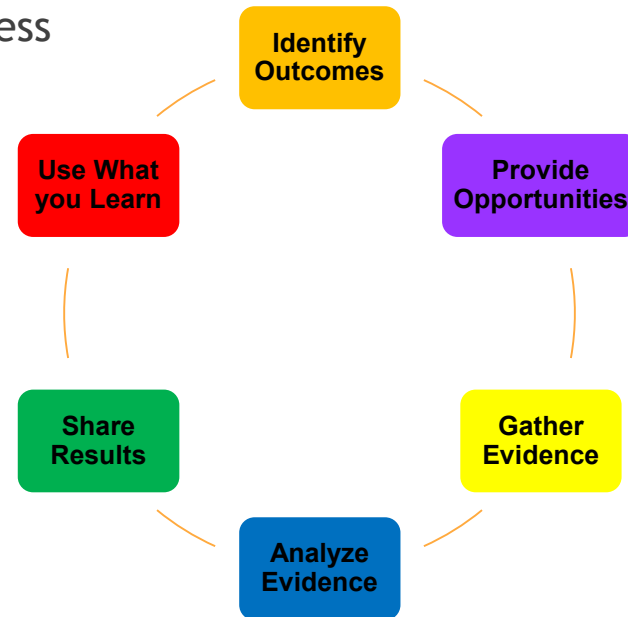 ess
Identify
Outcomes
Provide
Opportunities
Gather
Evidence
Analyze
Evidence
Share
Results
Use What
you Learn